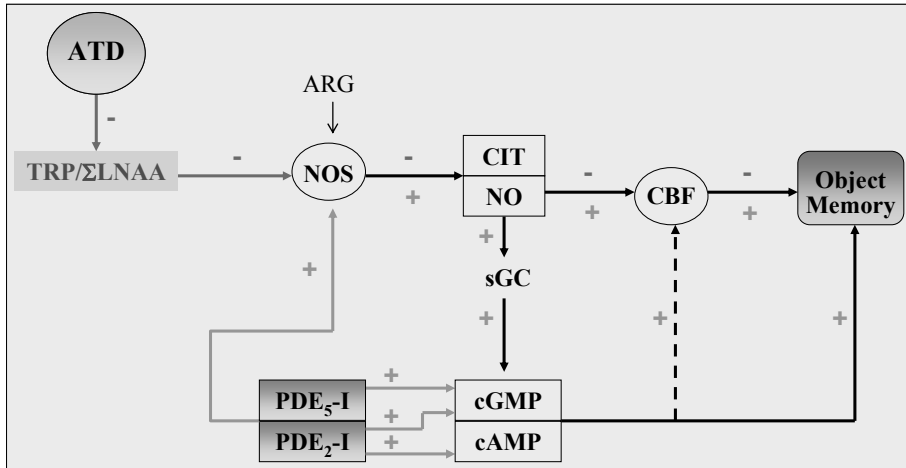 ATD
-
ARG
TRP/ΣLNAA
-
NOS
-
+
CIT
NO
-
+
CBF
-
+
Object
Memory
+
sGC
+
+
+
+
PDE5-I
PDE2-I
+
+
+
cGMP
cAMP